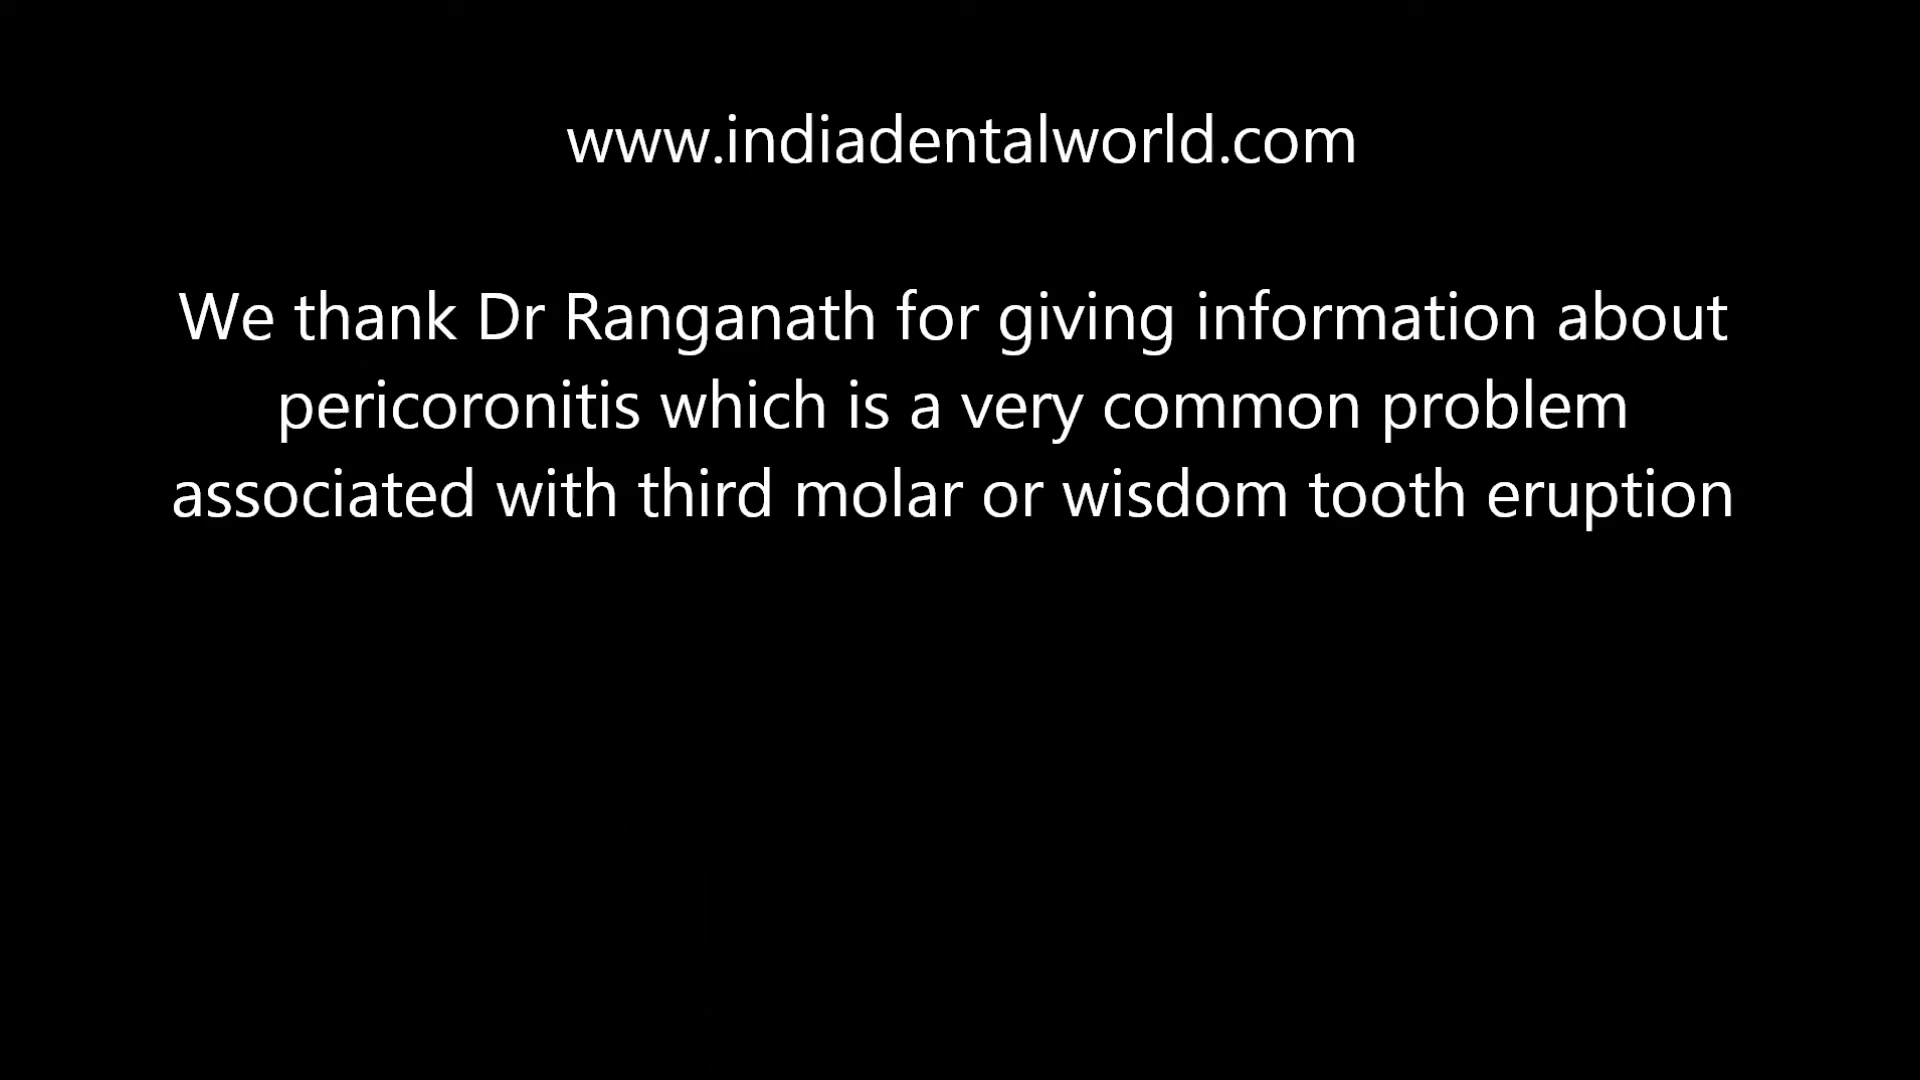 www.indiadentalworld.com
We thank Dr Ranganath for giving information about
pericoronitis which is a very common problem
associated with third molar or wisdom tooth eruption